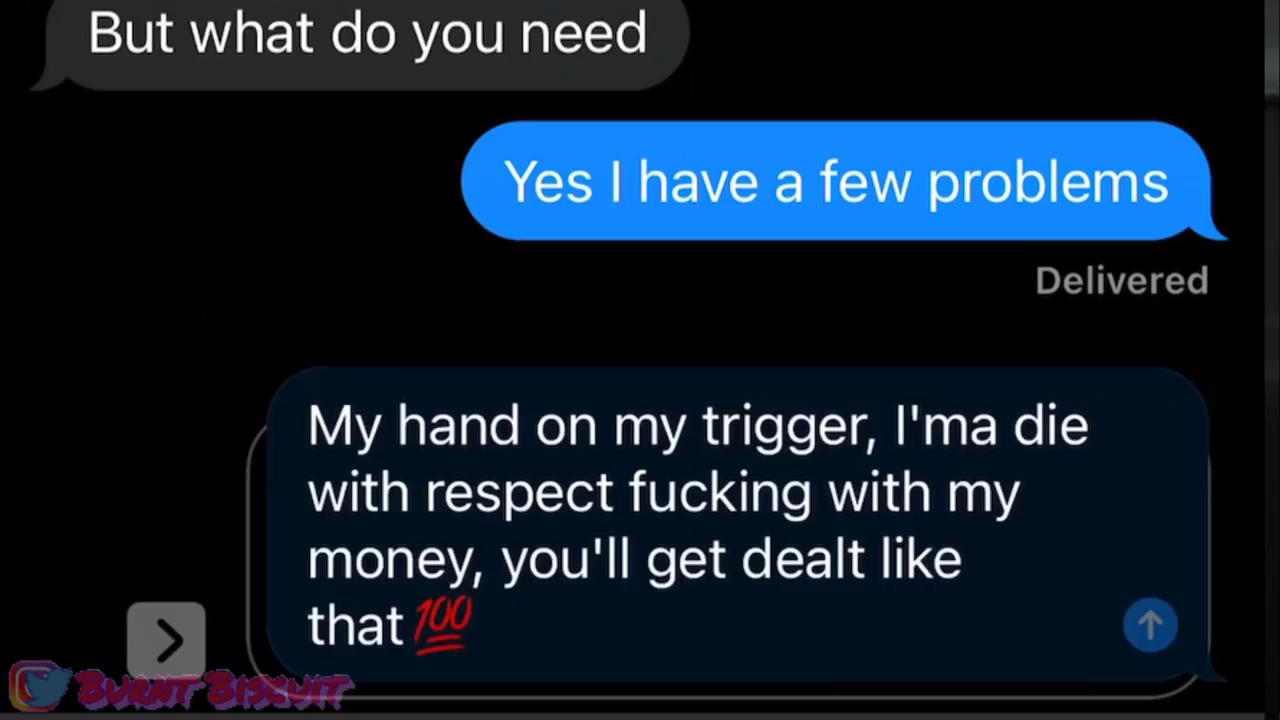 But what do you need
Yes I have a few problems
Delivered
My hand on my trigger, I'ma die
with respect fucking with my
money, you'll get dealt like
that💯
BURNT BISCUIT